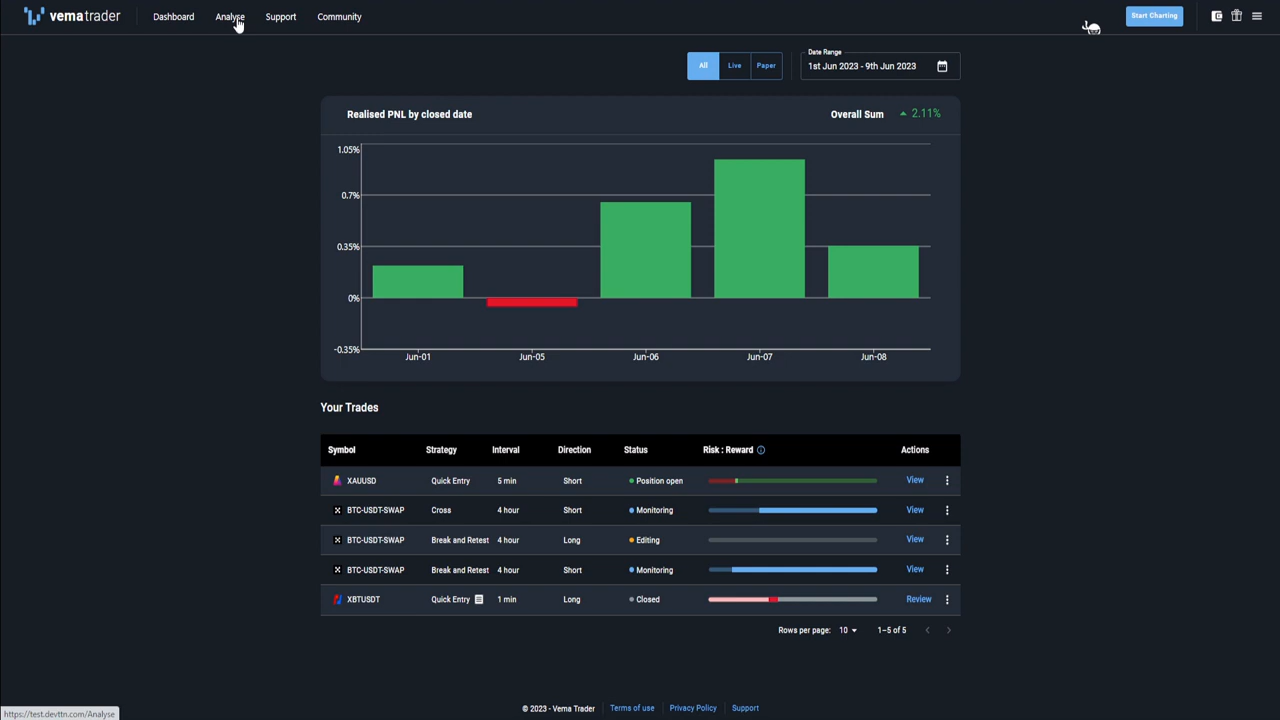 vematrader Dashboard Analyse Support Community Start Charting
All Live Paper Date Range 1st Jun 2023 - 9th Jun 2023
Realised PNL by closed date Overall Sum 2.11%
1.05%
0.7%
0.35%
0%
-0.35%
Jun-01 Jun-05 Jun-06 Jun-07 Jun-08
Your Trades
Symbol Strategy Interval Direction Status Risk : Reward Actions
XAUUSD Quick Entry 5 min Short Position open View
BTC-USDT-SWAP Cross 4 hour Short Monitoring View
BTC-USDT-SWAP Break and Retest 4 hour Long Editing View
BTC-USDT-SWAP Break and Retest 4 hour Short Monitoring View
XBTUSDT Quick Entry 1 min Long Closed Review
Rows per page: 10 1–5 of 5
© 2023 - Vema Trader Terms of use Privacy Policy Support
https://test.devttn.com/Analyse